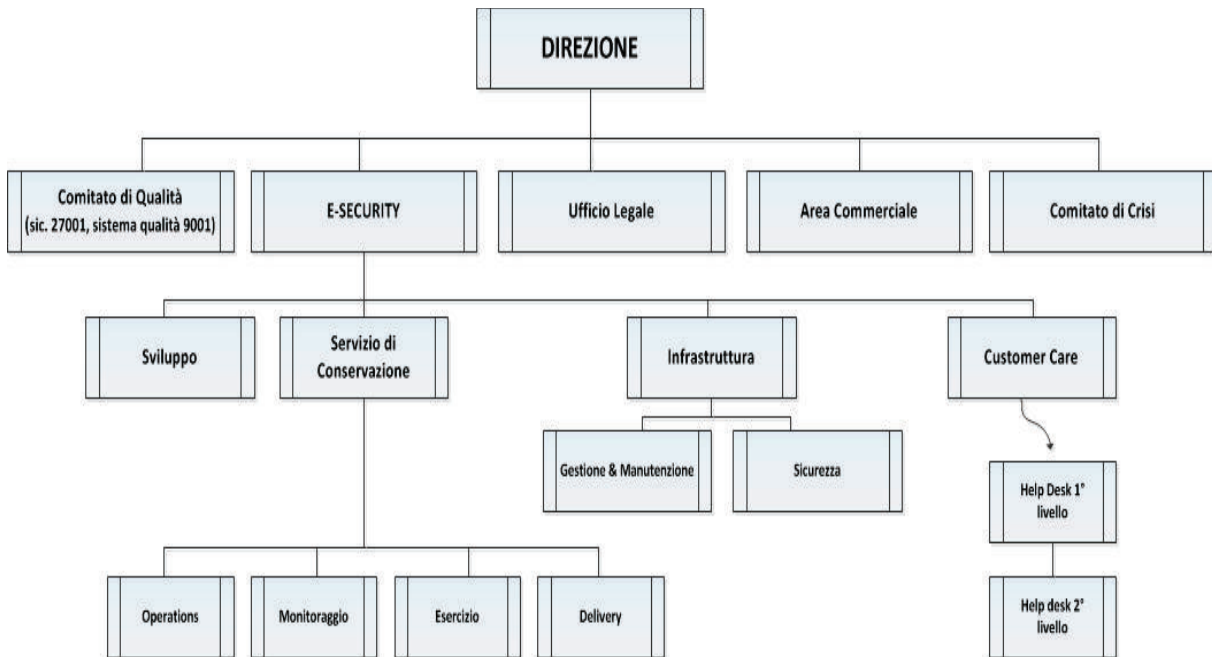 DIREZIONE
Comitato di Qualità
(sic. 27001, sistema qualità 9001)
E-SECURITY
Ufficio Legale
Area Commerciale
Comitato di Crisi
Sviluppo
Servizio di
Conservazione
Infrastruttura
Customer Care
Gestione & Manutenzione
Sicurezza
Help Desk 1°
livello
Operations
Monitoraggio
Esercizio
Delivery
Help desk 2°
livello